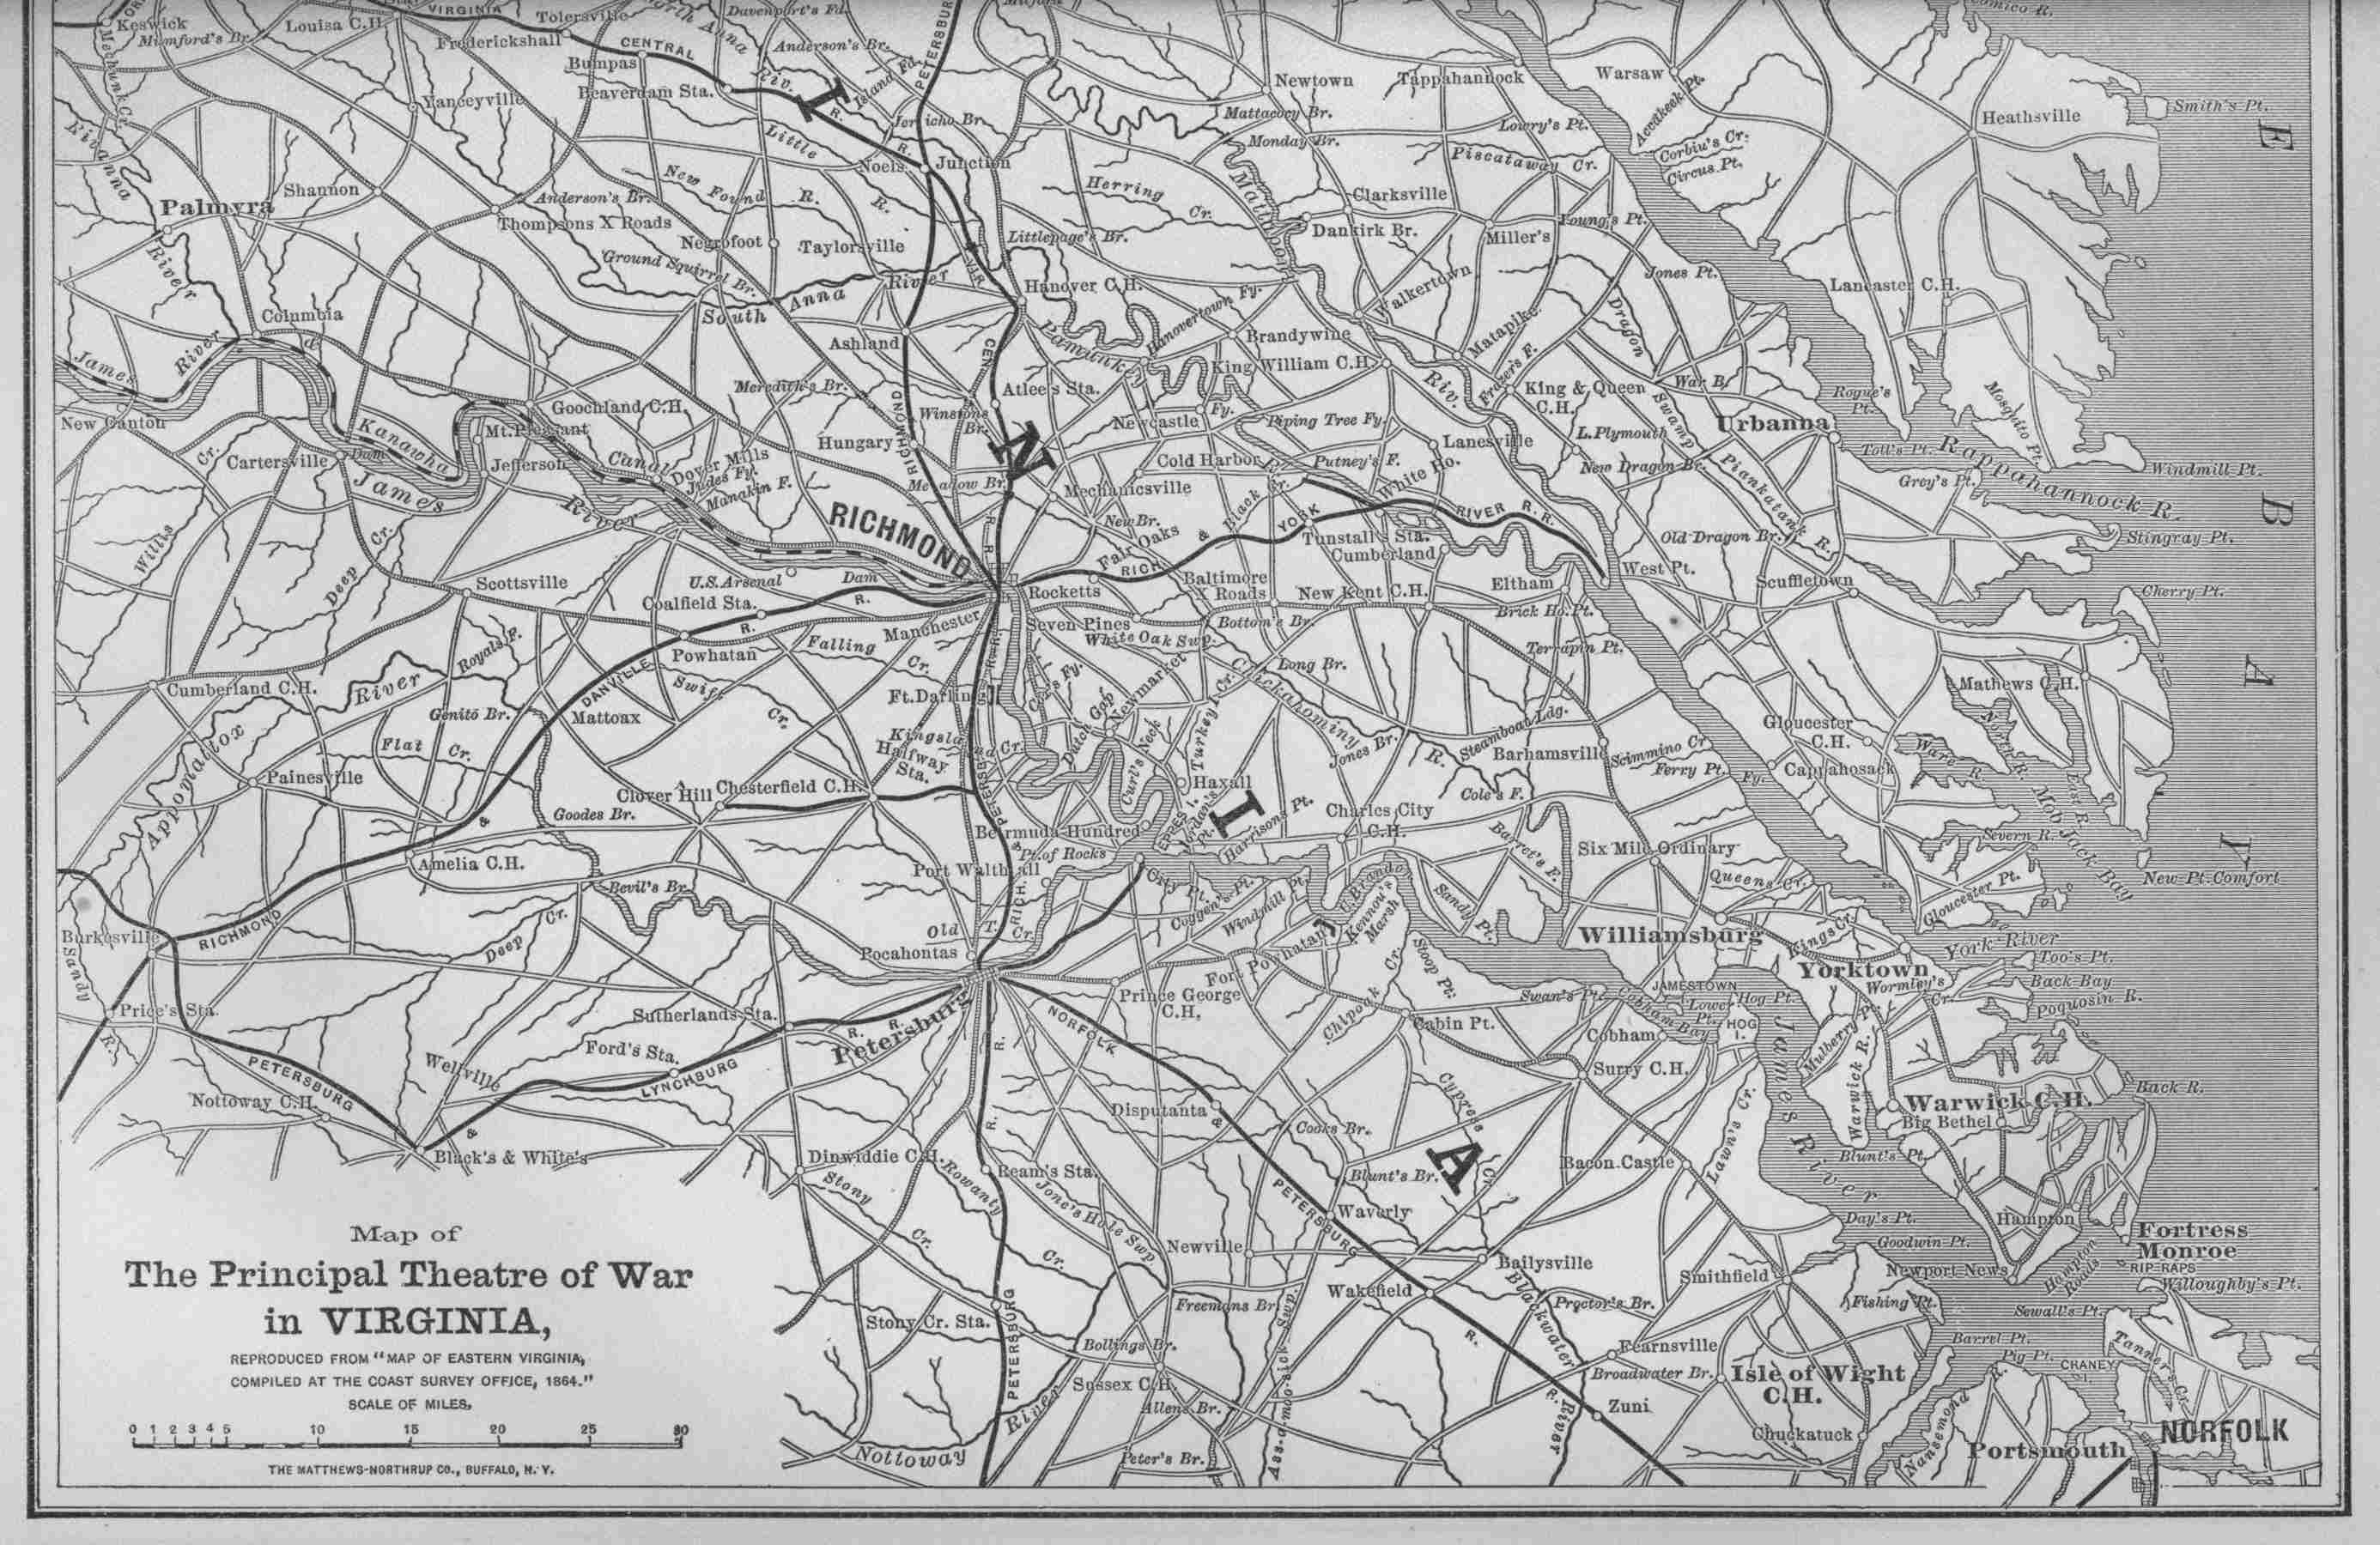 Keswick
Mumford's Br.
Louisa C.H.
VIRGINIA
Tolersville
Frederickshall
CENTRAL
Bumpas
Beaverdam Sta.
North Anna
Riv.
Davenport's Fd.
Anderson's Br.
Island Fd.
PETERSBUR
Newtown
Tappahannock
Warsaw
Accakeek Pt.
Heathsville
Smith's Pt.
E
Mechunk Cr.
Rivanna
Yanceyville
I
R.
Jericho Br.
Little
R.
Noels
Junction
Mattacocy Br.
Monday Br.
Lowry's Pt.
Piscataway Cr.
Corbin's Cr.
Circus Pt.
Palmyra
Shannon
Anderson's Br.
Thompsons X Roads
New Found R.
R.
Herring
Cr.
Mattapony
Clarksville
Dankirk Br.
Miller's
Young's Pt.
Negrofoot
Taylorsville
Littlepage's Br.
River
Ground Squirrel Br.
South Anna River
VIR.
Hanover C.H.
Hanovertown Fy.
Walkertown
Jones Pt.
Lancaster C.H.
Columbia
Ashland
CEN
Pamunkey
Brandywine
Matapike
Dragon
James River
&
Meredith's Br.
Atlee's Sta.
King William C.H.
Riv.
Frazer's F.
King & Queen
C.H.
War B.
Swamp
Rogue's
Pt.
Mosquito Pt.
New Canton
Goochland C.H.
Mt. Pleasant
RICHMOND
Winstons
Br.
Newcastle
Fy.
Piping Tree Fy.
Urbanna
Cr.
Cartersville
Dam
Kanawha
Jefferson
Canal
Dover Mills
Judes Fy.
Manakin F.
Hungary
N
Cold Harbor
Putney's F.
Lanesville
L. Plymouth
Toll's Pt.
Rappahannock R.
Windmill Pt.
James
River
Meadow Br.
Mechanicsville
White Ho.
New Dragon Br.
Piankatank R.
Grey's Pt.
B
Willis
Cr.
Deep
RICHMOND
R. R.
New Br.
Fair Oaks
&
Black Cr.
YORK
RIVER R.R.
Tunstall's Sta.
Cumberland
Old Dragon Br.
Stingray Pt.
Scottsville
U.S. Arsenal
Dam
RICH
Baltimore
X Roads
Eltham
West Pt.
Scuffletown
Cherry Pt.
Coalfield Sta.
R.
Rocketts
New Kent C.H.
Brick Ho. Pt.
Royals F.
R.
Powhatan
Falling
Cr.
Manchester
Seven Pines
Bottom's Br.
White Oak Swp.
Terrapin Pt.
Cumberland C.H.
River
DANVILLE
Swift
Cr.
Ft. Darling
Cox's Fy.
Newmarket
Long Br.
Chickahominy
R.
Mathews C.H.
A
Appomattox
Genito Br.
Mattoax
Dutch Gap
Turkey I. Cr.
Steamboat Ldg.
Gloucester
C.H.
Flat Cr.
Kingsland Cr.
Halfway
Sta.
Curl's Neck
Jones Br.
Barhamsville
Scimmino Cr.
Ware R.
North R.
Painesville
Clover Hill
Chesterfield C.H.
Haxall
Ferry Pt.
Fy.
Cappahosack
East R.
Mob Jack Bay
&
Goodes Br.
PETERSB'G
Bermuda Hundred
EPPES I.
Jordan's
Pt.
I
Harrisons Pt.
Charles City
C.H.
Cole's F.
Barret's F.
Severn R.
Y
Amelia C.H.
Port Walthall
Pt. of Rocks
City Pt.
Six Mile Ordinary
Queens Cr.
Gloucester Pt.
New Pt. Comfort
Bevil's Br.
Coggen's Pt.
Windmill Pt.
U. Brandon
Kennon's
Marsh
Sandy
Pt.
Burkesville
RICHMOND
Deep Cr.
Old
T.
Cr.
Pocahontas
RICH.
Fort Powhatan
Williamsburg
Kings Cr.
York River
Too's Pt.
Sandy
R.
Prince George
C.H.
Chipoak Cr.
Stoop Pt.
Swan's Pt.
JAMESTOWN
Lower
Pt.
Hog Pt.
Yorktown
Wormley's
Cr.
Back Bay
Poquosin R.
Price's Sta.
Sutherlands Sta.
R. R.
Petersburg
NORFOLK
Cabin Pt.
Cobham Bay
Cobham
HOG
I.
Mulberry Pt.
PETERSBURG
Wellville
Ford's Sta.
LYNCHBURG
R.
Surry C.H.
James River
Warwick R.
Back R.
Nottoway C.H.
&
Black's & White's
R.
Disputanta
&
Cooks Br.
Cypress
Cr.
Lawn's Cr.
Warwick C.H.
Big Bethel
Dinwiddie C.H.
Rowanty
Cr.
Ream's Sta.
Jone's Hole Swp.
Blunt's Br.
A
Bacon Castle
Blunt's Pt.
Stony
Cr.
PETERSBURG
Waverly
Day's Pt.
Hampton
Fortress
Monroe
RIP RAPS
Newville
Bailysville
Goodwin Pt.
Newport News
Hampton
Roads
Willoughby's Pt.
Freemans Br.
Wakefield
Blackwater
River
Proctor's Br.
Smithfield
Fishing Pt.
Sewall's Pt.
Stony Cr. Sta.
PETERSBURG
Bollings Br.
R.
Fearnsville
Barrel Pt.
Pig Pt.
CHANEY
I.
Tanners Cr.
Sussex C.H.
Assamoosick Swp.
Broadwater Br.
Isle of Wight
C.H.
Nansemond R.
Nottoway
River
Allens Br.
R.
Zuni
Chuckatuck
NORFOLK
Peter's Br.
Portsmouth
Map of
The Principal Theatre of War
in VIRGINIA,
REPRODUCED FROM "MAP OF EASTERN VIRGINIA,
COMPILED AT THE COAST SURVEY OFFICE, 1864."
SCALE OF MILES,
0 1 2 3 4 5 10 15 20 25 30
THE MATTHEWS-NORTHRUP CO., BUFFALO, N. Y.